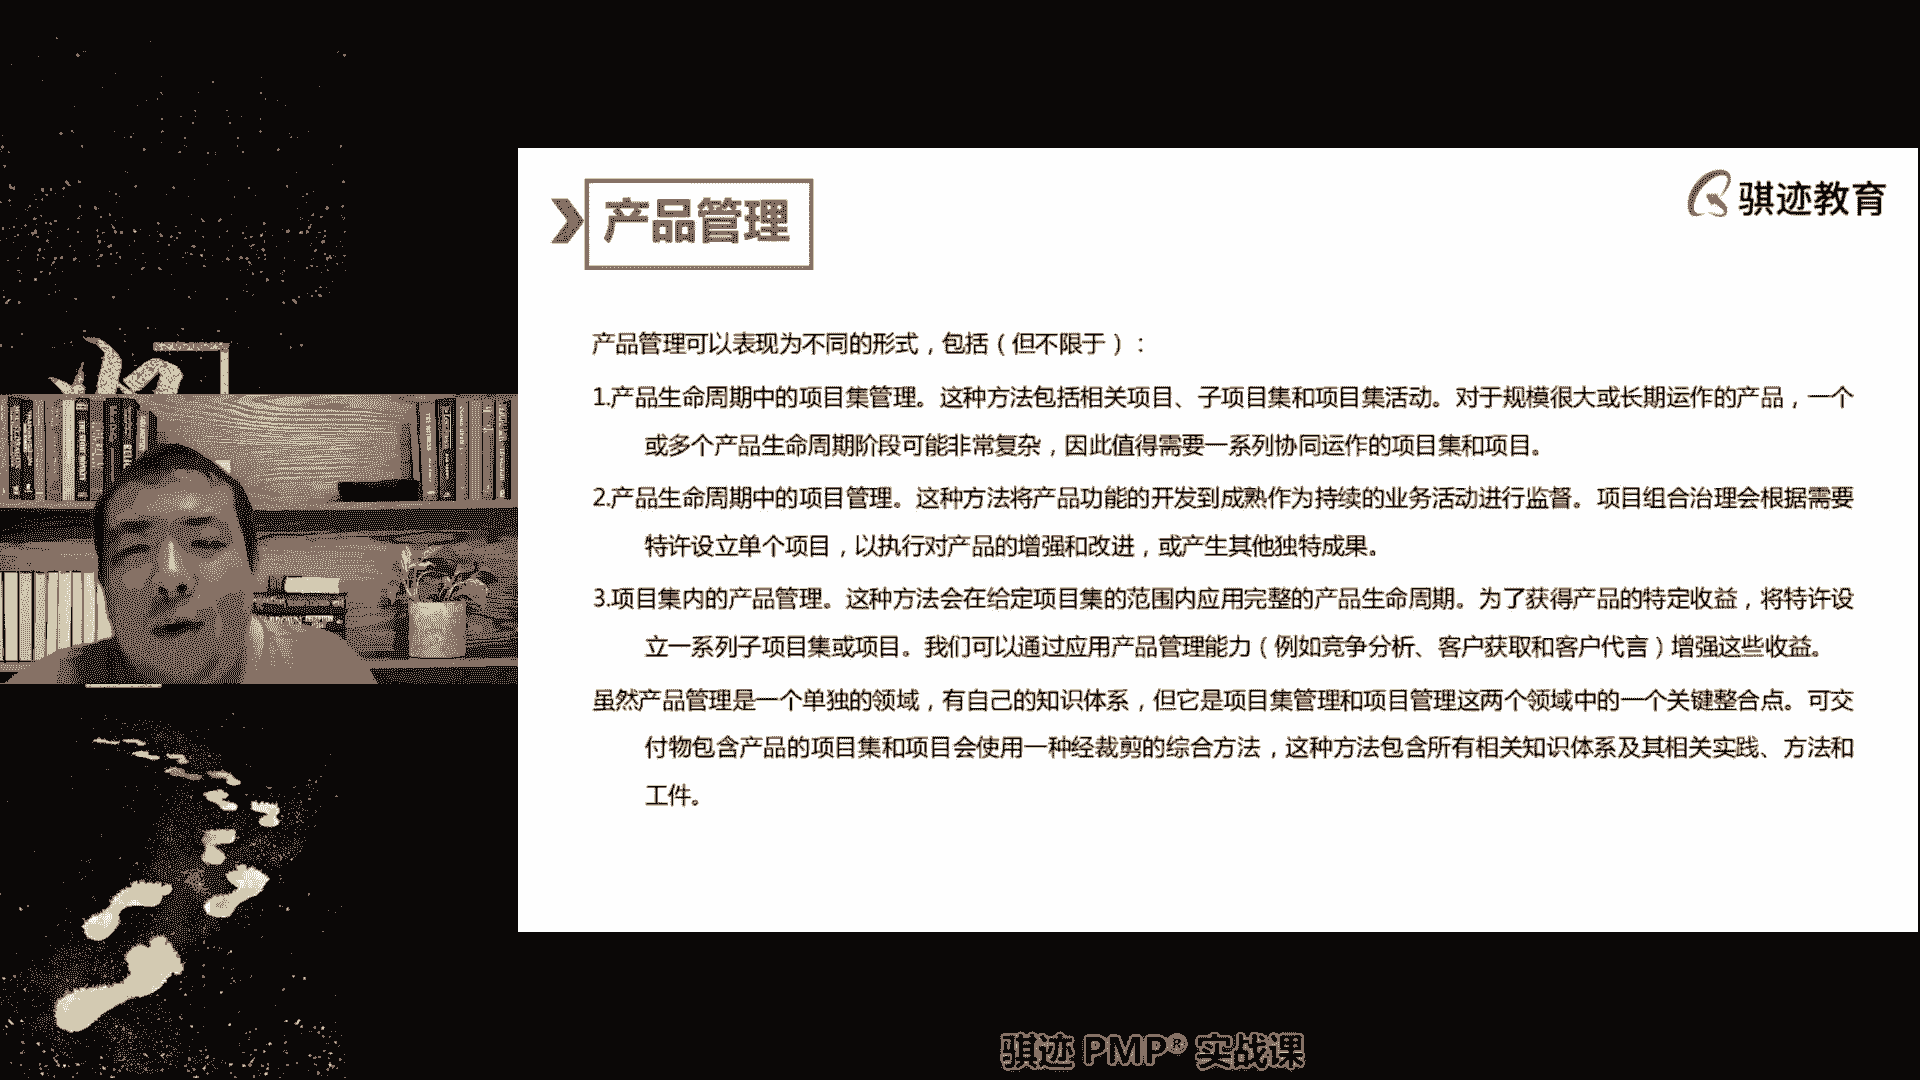 产品管理
骐迹教育
产品管理可以表现为不同的形式，包括（但不限于）：
1.产品生命周期中的项目集管理。这种方法包括相关项目、子项目集和项目集活动。对于规模很大或长期运作的产品，一个
或多个产品生命周期阶段可能非常复杂，因此值得需要一系列协同运作的项目集和项目。
2.产品生命周期中的项目管理。这种方法将产品功能的开发到成熟作为持续的业务活动进行监督。项目组合治理会根据需要
特许设立单个项目，以执行对产品的增强和改进，或产生其他独特成果。
3.项目集内的产品管理。这种方法会在给定项目集的范围内应用完整的产品生命周期。为了获得产品的特定收益，将特许设
立一系列子项目集或项目。我们可以通过应用产品管理能力（例如竞争分析、客户获取和客户代言）增强这些收益。
虽然产品管理是一个单独的领域，有自己的知识体系，但它是项目集管理和项目管理这两个领域中的一个关键整合点。可交
付物包含产品的项目集和项目会使用一种经裁剪的综合方法，这种方法包含所有相关知识体系及其相关实践、方法和
工件。
骐迹 PMP® 实战课